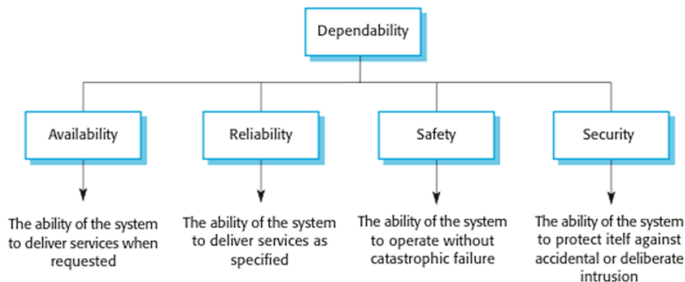 Dependability
Availability
Reliability
Safety
Security
The ability of the system
to deliver services when
requested
The ability of the system
to deliver services as
specified
The ability of the system
to operate without
catastrophic failure
The ability of the system
to protect itelf against
accidental or deliberate
intrusion